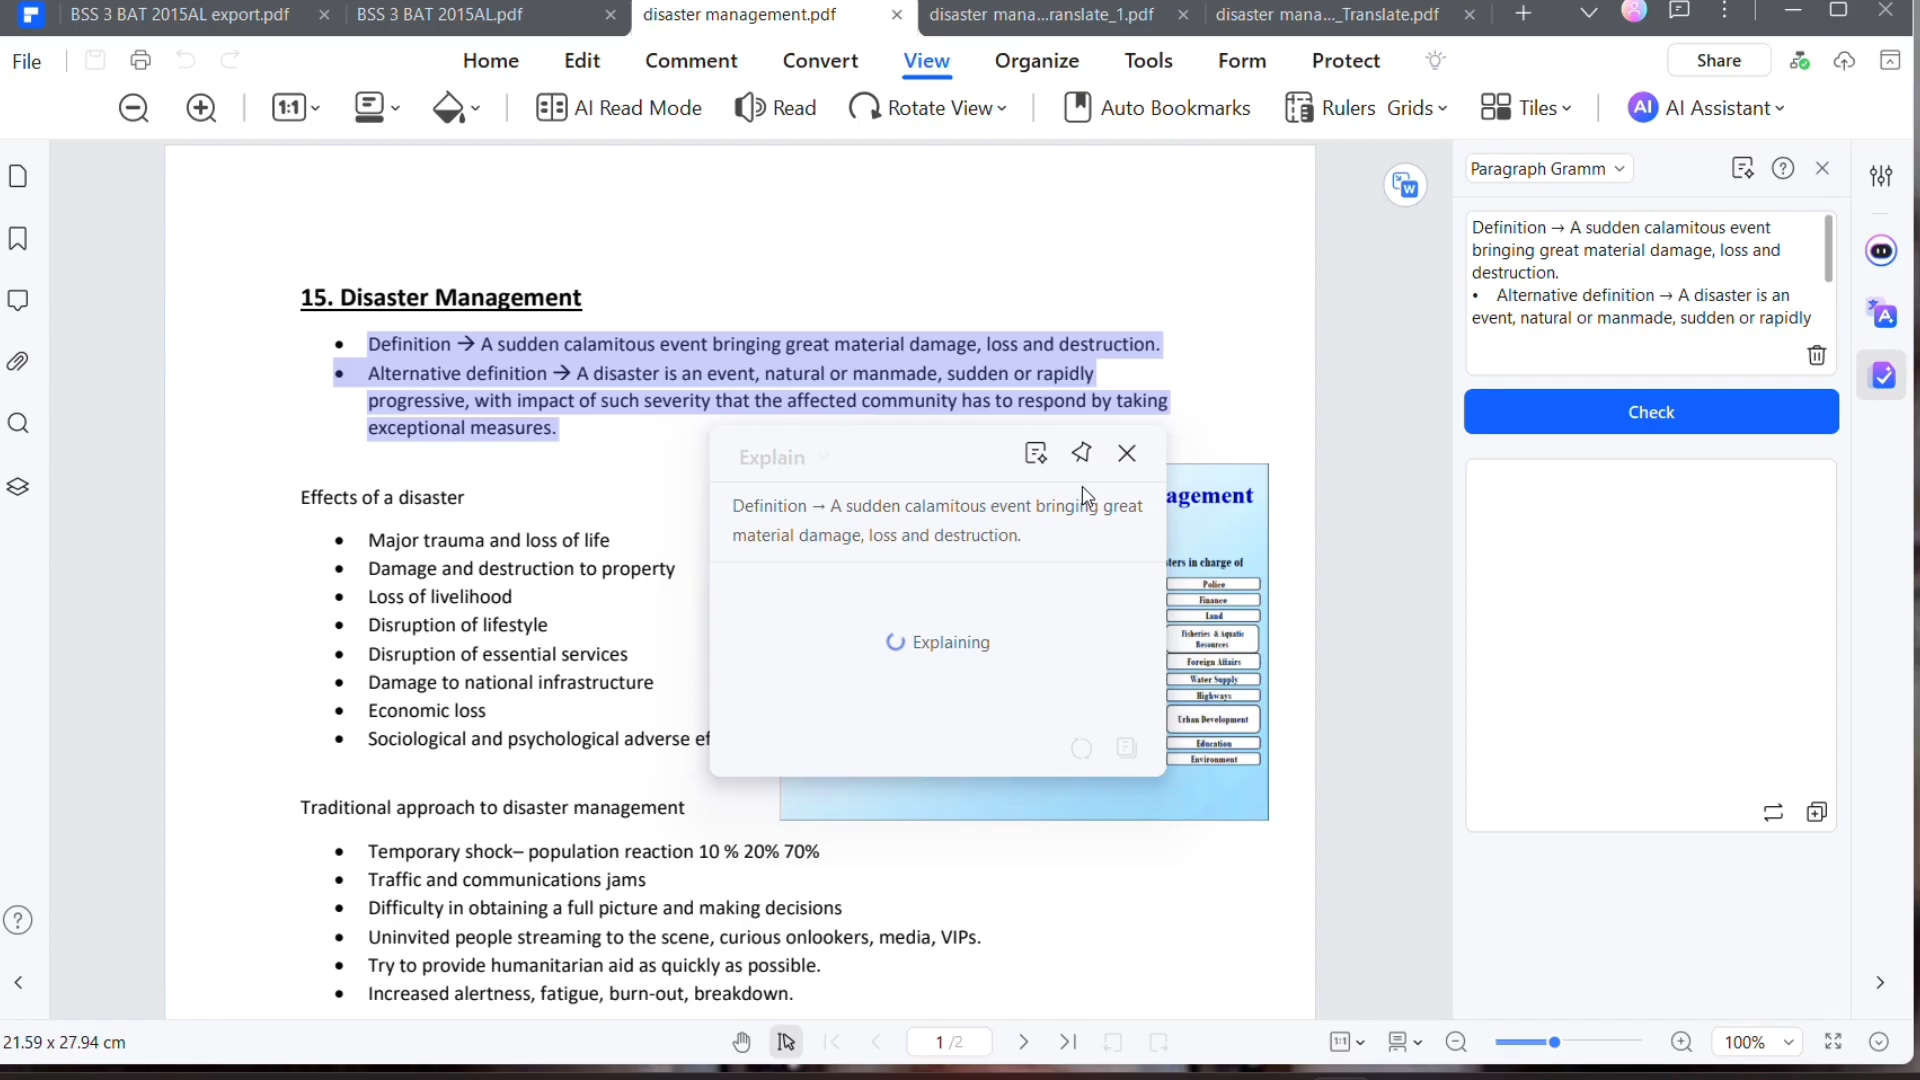 BSS 3 BAT 2015AL export.pdf
BSS 3 BAT 2015AL.pdf
disaster management.pdf
disaster mana...ranslate_1.pdf
disaster mana..._Translate.pdf
File
Home
Edit
Comment
Convert
View
Organize
Tools
Form
Protect
Share
1:1
AI Read Mode
Read
Rotate View
Auto Bookmarks
Rulers
Grids
Tiles
AI
AI Assistant
W
15. Disaster Management
• Definition → A sudden calamitous event bringing great material damage, loss and destruction.
• Alternative definition → A disaster is an event, natural or manmade, sudden or rapidly
progressive, with impact of such severity that the affected community has to respond by taking
exceptional measures.
Effects of a disaster
• Major trauma and loss of life
• Damage and destruction to property
• Loss of livelihood
• Disruption of lifestyle
• Disruption of essential services
• Damage to national infrastructure
• Economic loss
• Sociological and psychological adverse ef
Traditional approach to disaster management
• Temporary shock– population reaction 10 % 20% 70%
• Traffic and communications jams
• Difficulty in obtaining a full picture and making decisions
• Uninvited people streaming to the scene, curious onlookers, media, VIPs.
• Try to provide humanitarian aid as quickly as possible.
• Increased alertness, fatigue, burn-out, breakdown.
Explain
Definition → A sudden calamitous event bringing great
material damage, loss and destruction.
Explaining
agement
ters in charge of
Police
Finance
Land
Fisheries & Aquatic
Resources
Foreign Affairs
Water Supply
Highways
Urban Development
Education
Environment
Paragraph Gramm
Definition → A sudden calamitous event
bringing great material damage, loss and
destruction.
• Alternative definition → A disaster is an
event, natural or manmade, sudden or rapidly
Check
A
21.59 x 27.94 cm
1 /2
1:1
100%